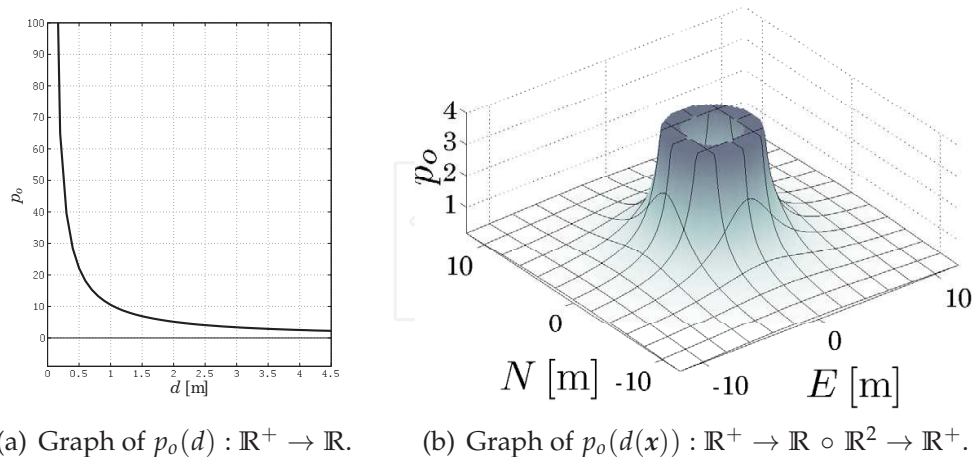 100
90
80
70
60
50
40
30
20
10
0
p_o
0 0.5 1 1.5 2 2.5 3 3.5 4 4.5
d [m]
4
3
2
1
p_o
10
0
-10
N [m]
-10
0
10
E [m]
(a) Graph of p_o(d) : ℝ⁺ → ℝ.
(b) Graph of p_o(d(x)) : ℝ⁺ → ℝ ∘ ℝ² → ℝ⁺.